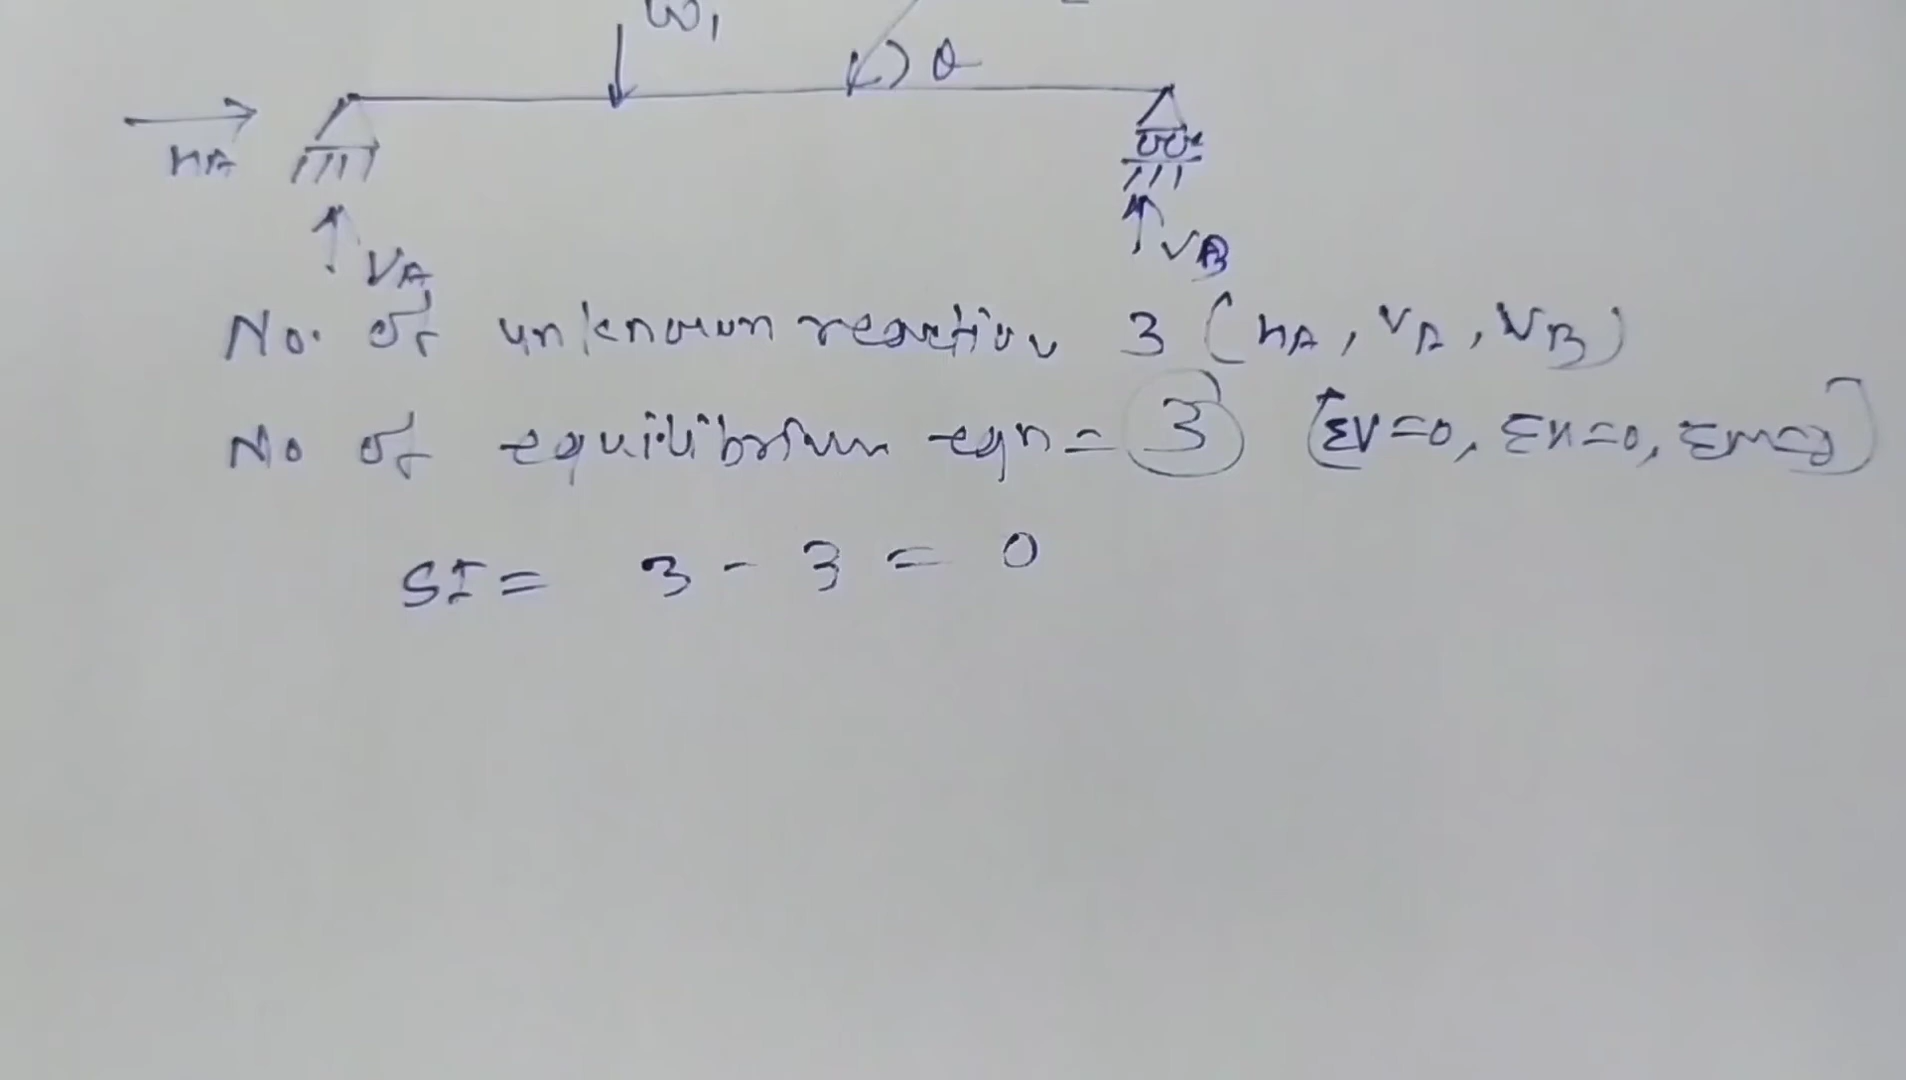 W1
θ
HA
VA
VB
No. of unknown reaction 3 (HA, VA, VB)
No of equilibrium eqn = 3 [ΣV=0, ΣH=0, ΣM=0]
SI = 3 - 3 = 0